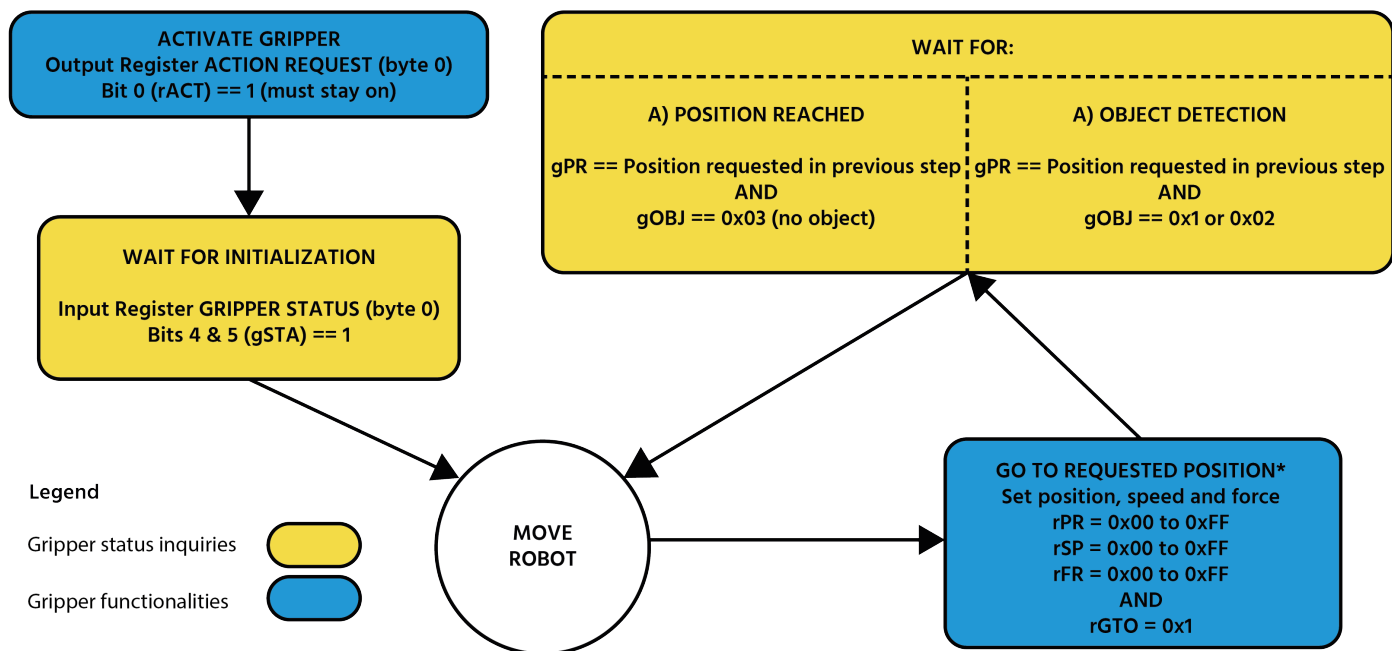 ACTIVATE GRIPPER
Output Register ACTION REQUEST (byte 0)
Bit 0 (rACT) == 1 (must stay on)
WAIT FOR INITIALIZATION
Input Register GRIPPER STATUS (byte 0)
Bits 4 & 5 (gSTA) == 1
WAIT FOR:
A) POSITION REACHED
gPR == Position requested in previous step
AND
gOBJ == 0x03 (no object)
A) OBJECT DETECTION
gPR == Position requested in previous step
AND
gOBJ == 0x1 or 0x02
MOVE
ROBOT
GO TO REQUESTED POSITION*
Set position, speed and force
rPR = 0x00 to 0xFF
rSP = 0x00 to 0xFF
rFR = 0x00 to 0xFF
AND
rGTO = 0x1
Legend
Gripper status inquiries
Gripper functionalities